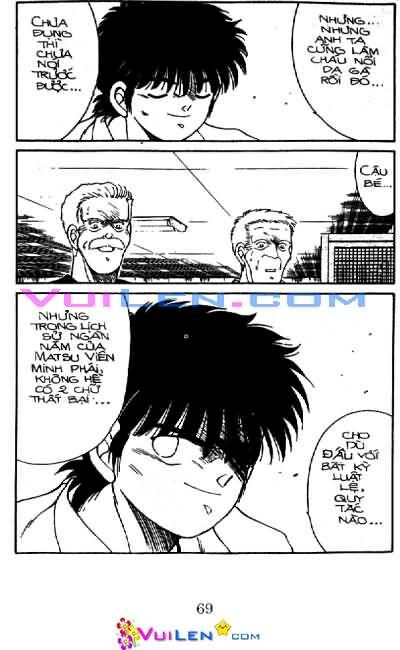 NHƯNG...
NHƯNG
ANH TA
CŨNG LÀM
CHÁU NỔI
DA GÀ
RỒI ĐÓ...
CHƯA
ĐỤNG
THÌ
CHƯA
NÓI
TRƯỚC
ĐƯỢC...
CẬU
BÉ...
VUILEN.COM
CHO
DÙ
ĐẤU VỚI
BẤT KỲ
LUẬT
LỆ,
QUY
TẮC
NÀO...
NHƯNG
TRONG LỊCH
SỬ NGÀN
NĂM CỦA
MATSU VIÊN
MINH PHÁI,
KHÔNG HỀ
CÓ 2 CHỮ
THẤT BẠI...
69
VUILEN.COM